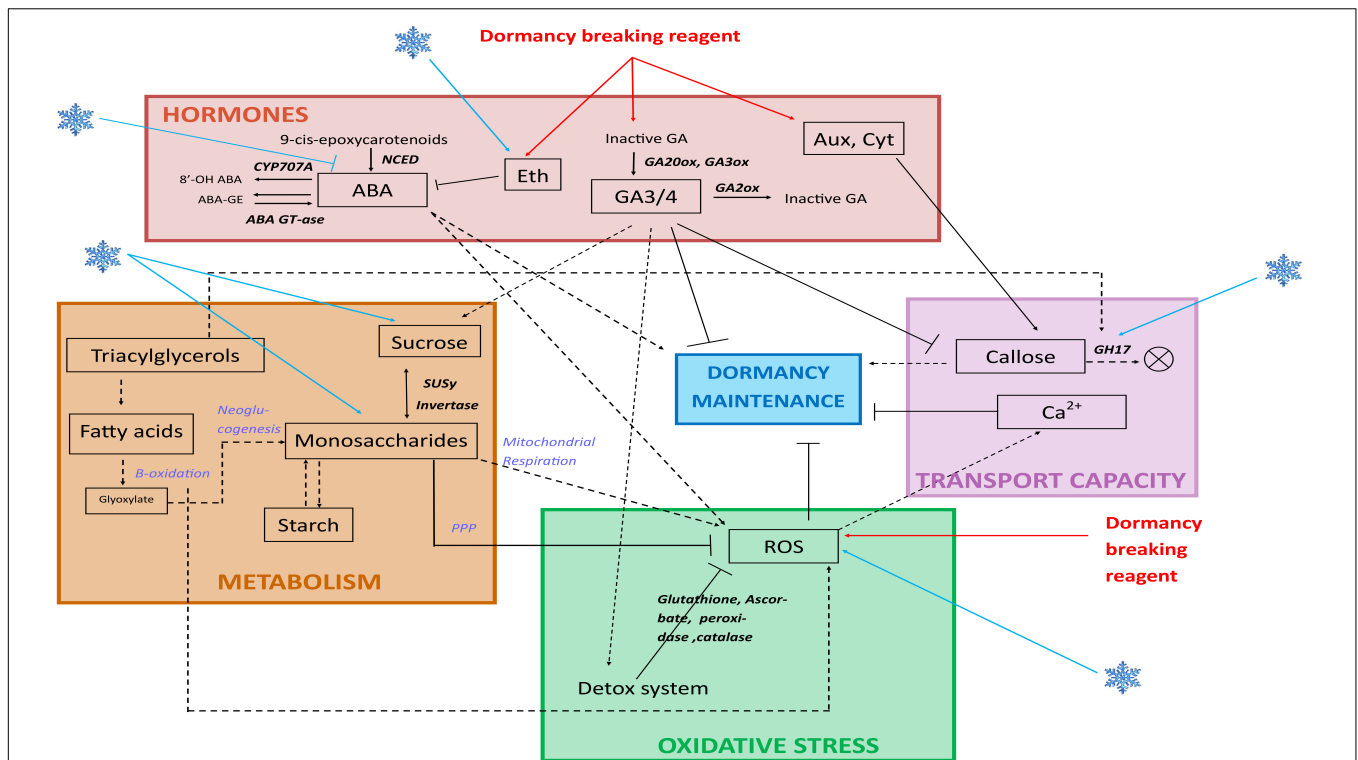 Dormancy breaking reagent
HORMONES
9-cis-epoxycarotenoids
NCED
CYP707A
8’-OH ABA
ABA-GE
ABA
ABA GT-ase
Eth
Inactive GA
GA20ox, GA3ox
GA3/4
GA2ox
Inactive GA
Aux, Cyt
Triacylglycerols
Fatty acids
Glyoxylate
B-oxidation
Neoglu-
cogenesis
Sucrose
SUSy
Invertase
Monosaccharides
Starch
PPP
METABOLISM
Mitochondrial
Respiration
DORMANCY
MAINTENANCE
Callose
GH17
Ca2+
TRANSPORT CAPACITY
ROS
Glutathione, Ascor-
bate, peroxi-
dase ,catalase
Detox system
OXIDATIVE STRESS
Dormancy
breaking
reagent